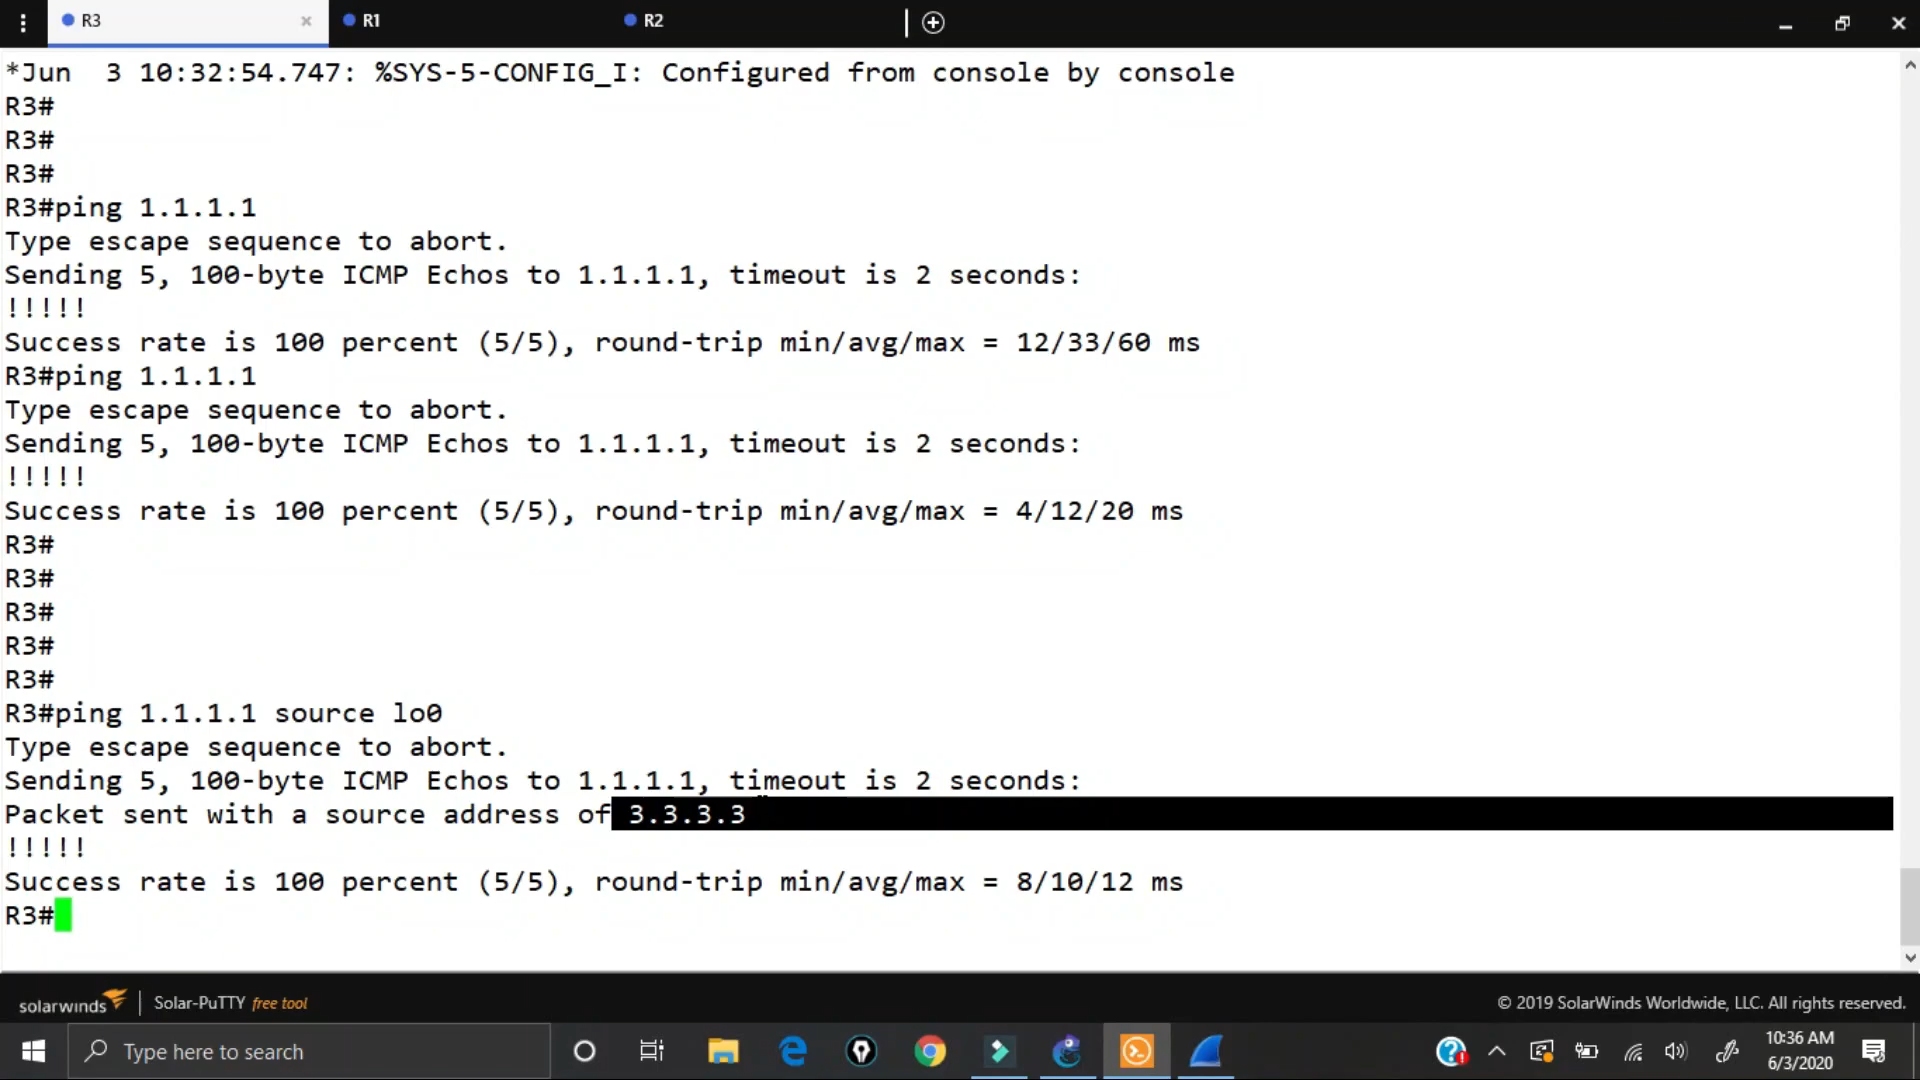 R3
R1
R2
*Jun  3 10:32:54.747: %SYS-5-CONFIG_I: Configured from console by console
R3#
R3#
R3#
R3#ping 1.1.1.1
Type escape sequence to abort.
Sending 5, 100-byte ICMP Echos to 1.1.1.1, timeout is 2 seconds:
!!!!!
Success rate is 100 percent (5/5), round-trip min/avg/max = 12/33/60 ms
R3#ping 1.1.1.1
Type escape sequence to abort.
Sending 5, 100-byte ICMP Echos to 1.1.1.1, timeout is 2 seconds:
!!!!!
Success rate is 100 percent (5/5), round-trip min/avg/max = 4/12/20 ms
R3#
R3#
R3#
R3#
R3#
R3#ping 1.1.1.1 source lo0
Type escape sequence to abort.
Sending 5, 100-byte ICMP Echos to 1.1.1.1, timeout is 2 seconds:
Packet sent with a source address of 3.3.3.3
!!!!!
Success rate is 100 percent (5/5), round-trip min/avg/max = 8/10/12 ms
R3#
solarwinds | Solar-PuTTY free tool
© 2019 SolarWinds Worldwide, LLC. All rights reserved.
Type here to search
10:36 AM
6/3/2020